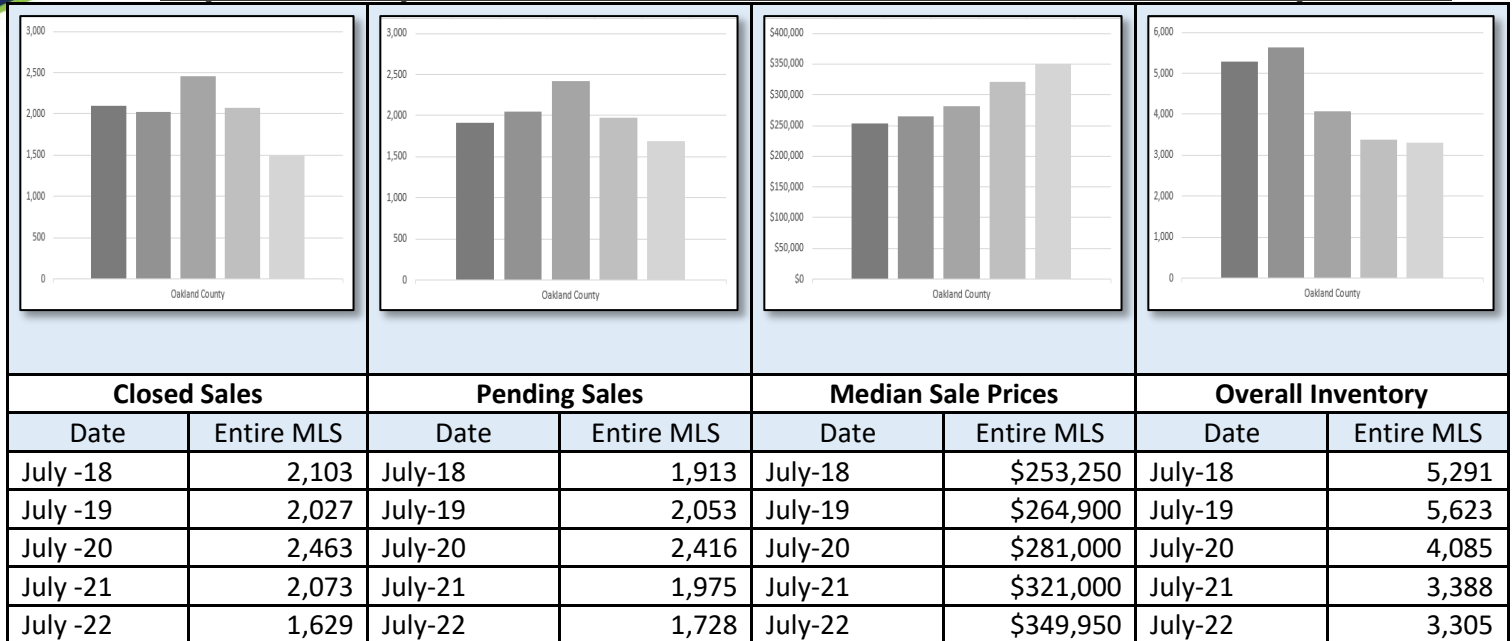 3,000
2,500
2,000
1,500
1,000
500
0
Oakland County
3,000
2,500
2,000
1,500
1,000
500
0
Oakland County
$400,000
$350,000
$300,000
$250,000
$200,000
$150,000
$100,000
$50,000
$0
Oakland County
6,000
5,000
4,000
3,000
2,000
1,000
0
Oakland County
Closed Sales Pending Sales Median Sale Prices Overall Inventory
Date Entire MLS Date Entire MLS Date Entire MLS Date Entire MLS
July -18 2,103 July-18 1,913 July-18 $253,250 July-18 5,291
July -19 2,027 July-19 2,053 July-19 $264,900 July-19 5,623
July -20 2,463 July-20 2,416 July-20 $281,000 July-20 4,085
July -21 2,073 July-21 1,975 July-21 $321,000 July-21 3,388
July -22 1,629 July-22 1,728 July-22 $349,950 July-22 3,305